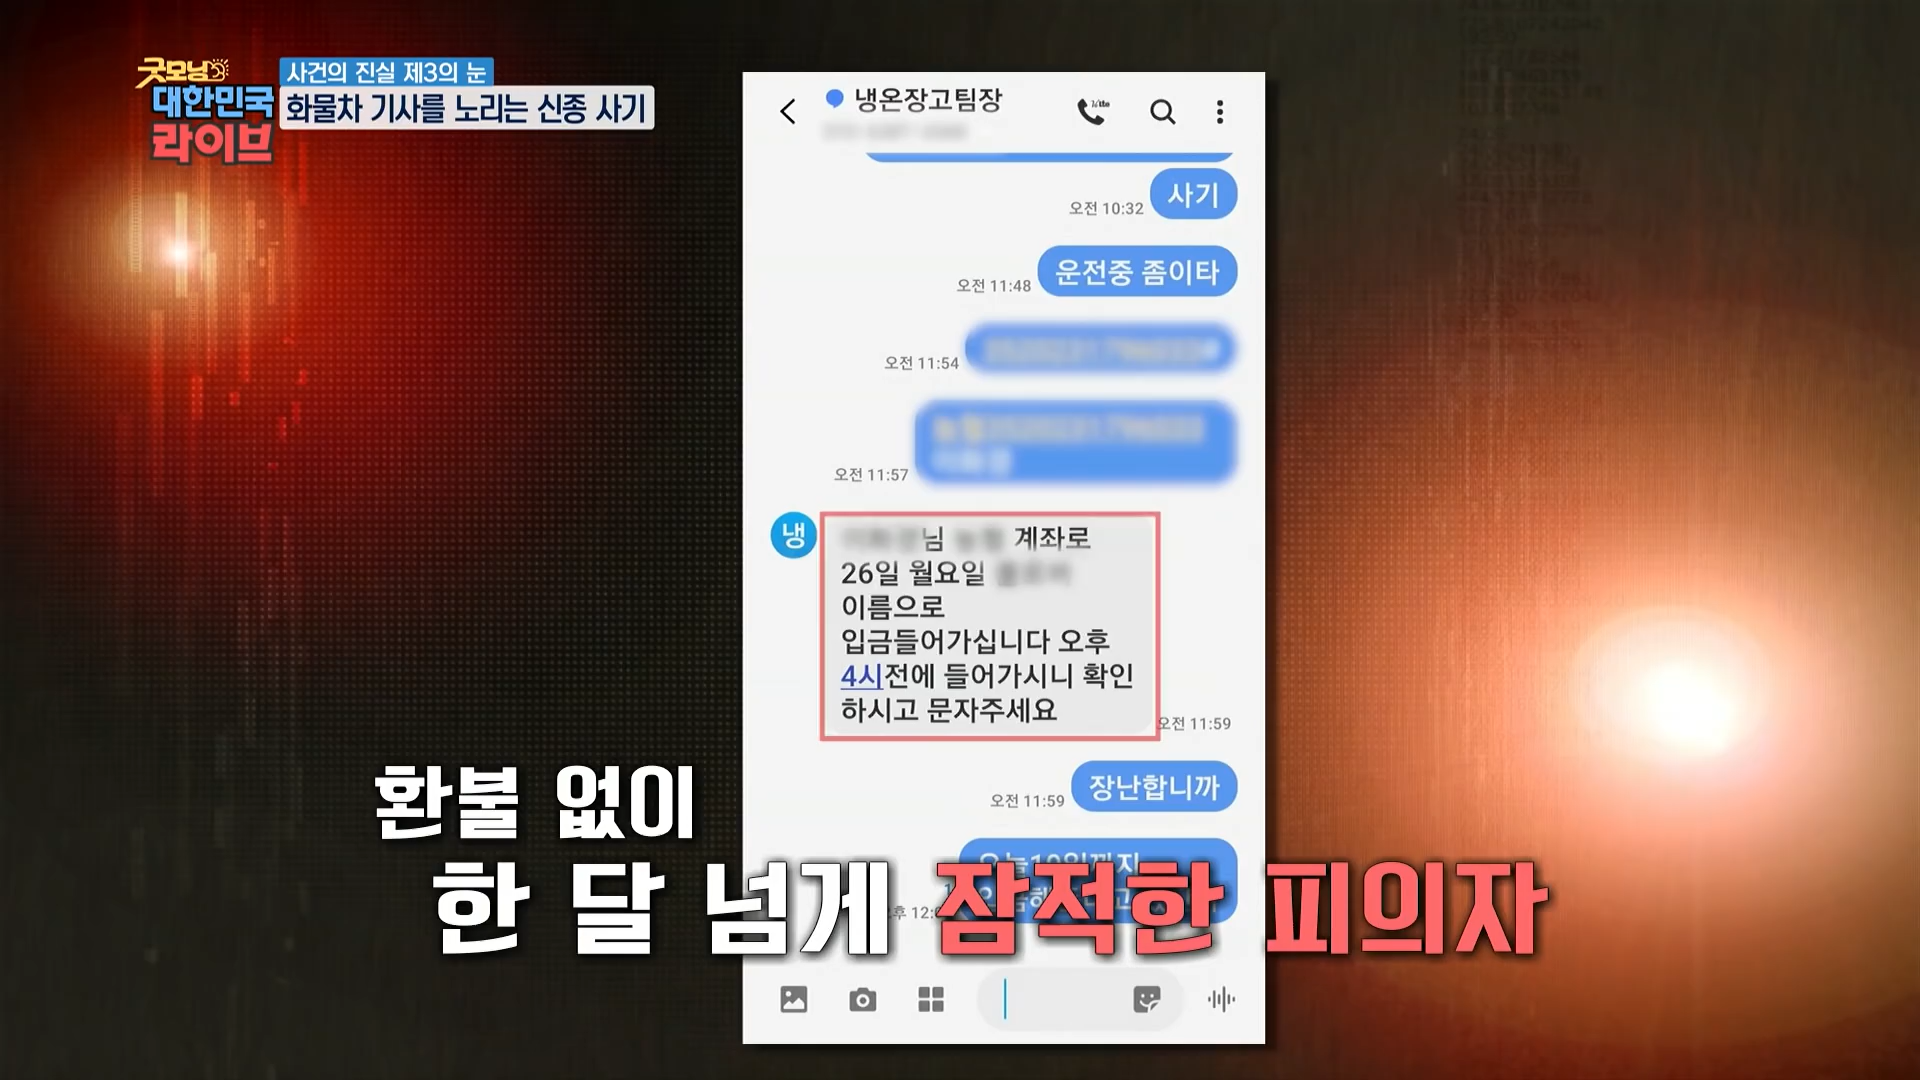 굿모닝
대한민국
라이브
사건의 진실 제3의 눈
화물차 기사를 노리는 신종 사기
냉온장고팀장
사기
오전 10:32
운전중 좀이타
오전 11:48
오전 11:54
오전 11:57
냉
님 계좌로
26일 월요일
이름으로
입금들어가십니다 오후
4시전에 들어가시니 확인
하시고 문자주세요
오전 11:59
장난합니까
오전 11:59
환불 없이
한 달 넘게 잠적한 피의자